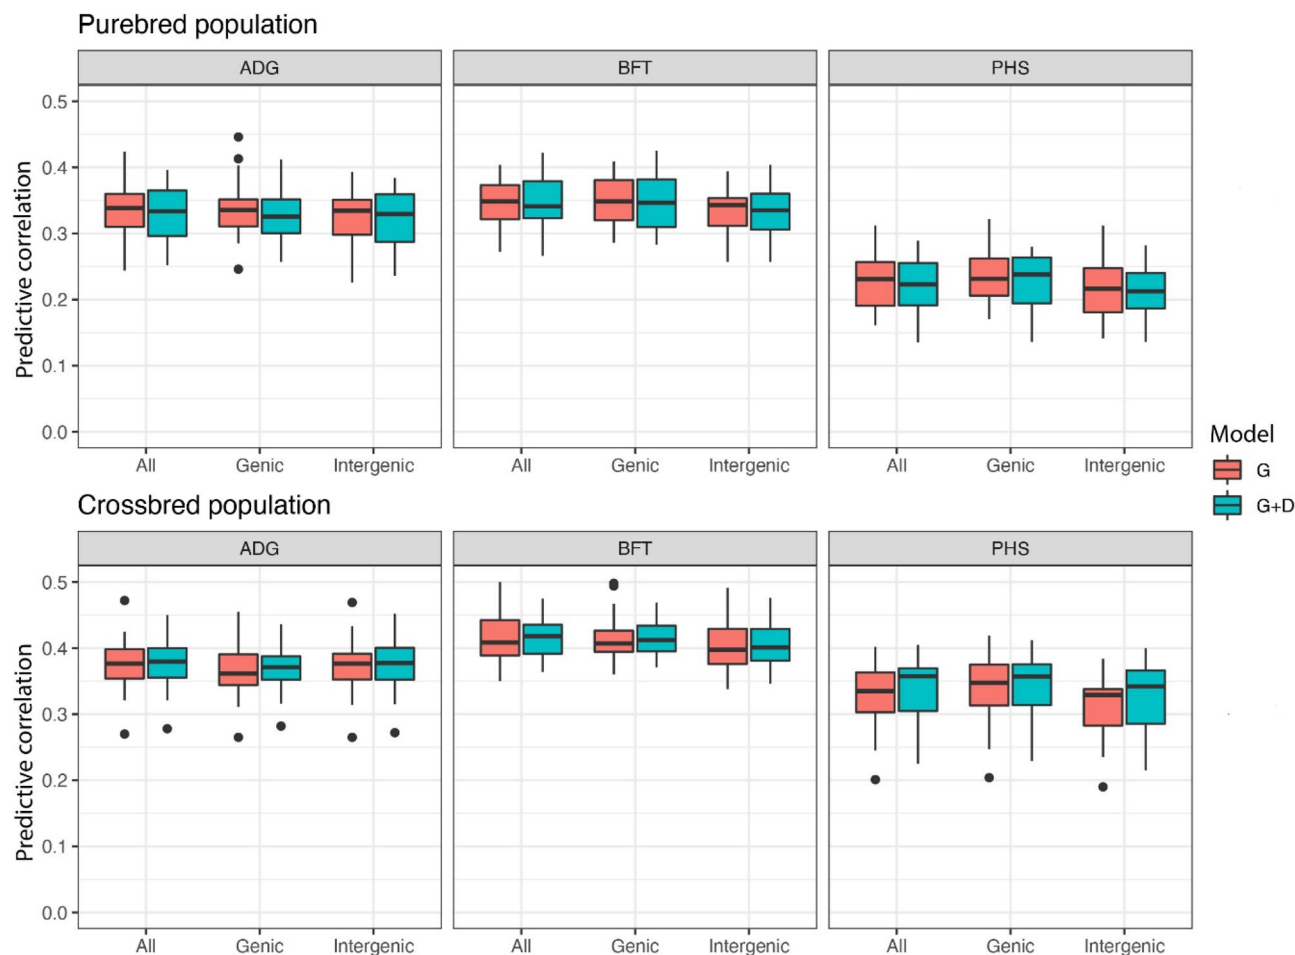 Purebred population
ADG BFT PHS
Predictive correlation
0.5
0.4
0.3
0.2
0.1
0.0
All Genic Intergenic All Genic Intergenic All Genic Intergenic
Model
G
G+D
Crossbred population
ADG BFT PHS
Predictive correlation
0.5
0.4
0.3
0.2
0.1
0.0
All Genic Intergenic All Genic Intergenic All Genic Intergenic